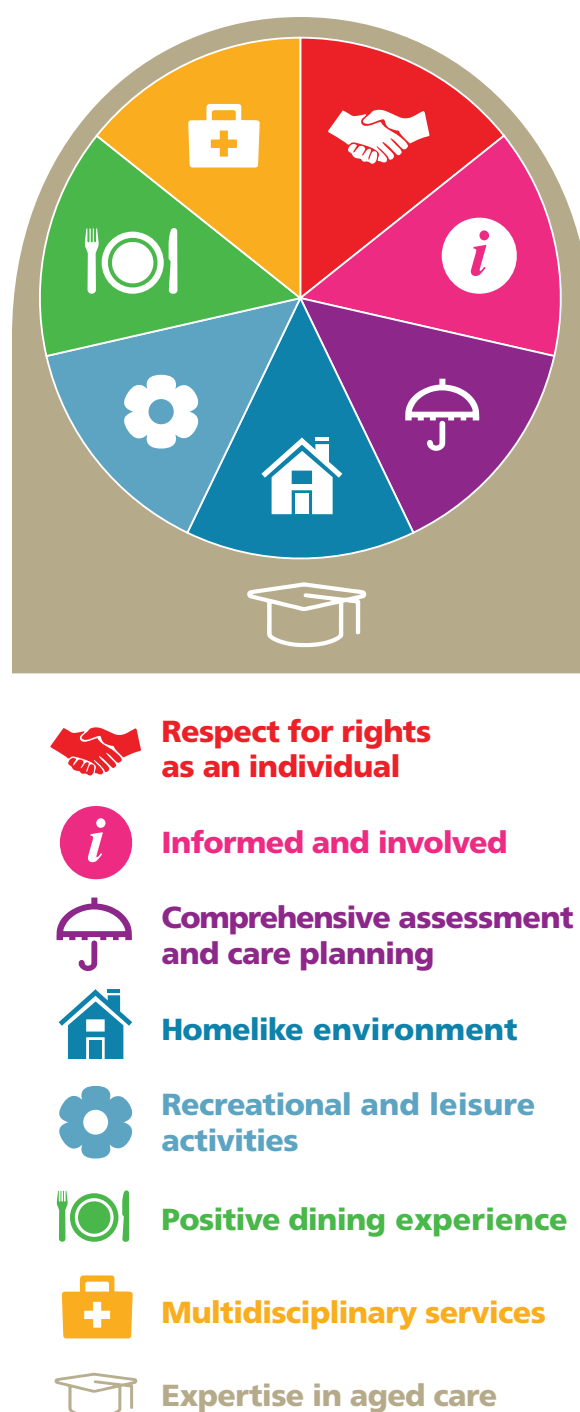 i
Respect for rights
as an individual
i
Informed and involved
Comprehensive assessment
and care planning
Homelike environment
Recreational and leisure
activities
Positive dining experience
Multidisciplinary services
Expertise in aged care